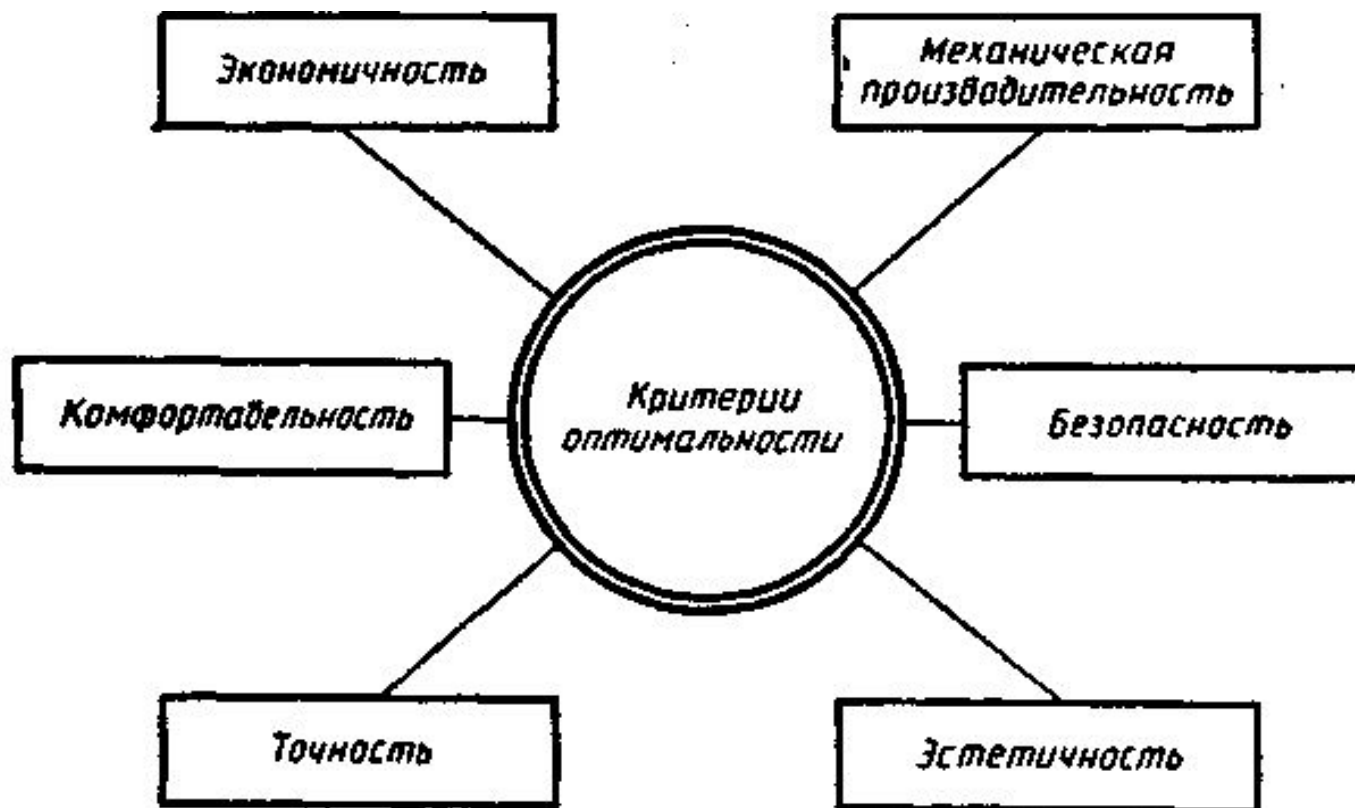 Экономичность
Механическая
производительность
Критерии
оптимальности
Комфортабельность
Безопасность
Точность
Эстетичность